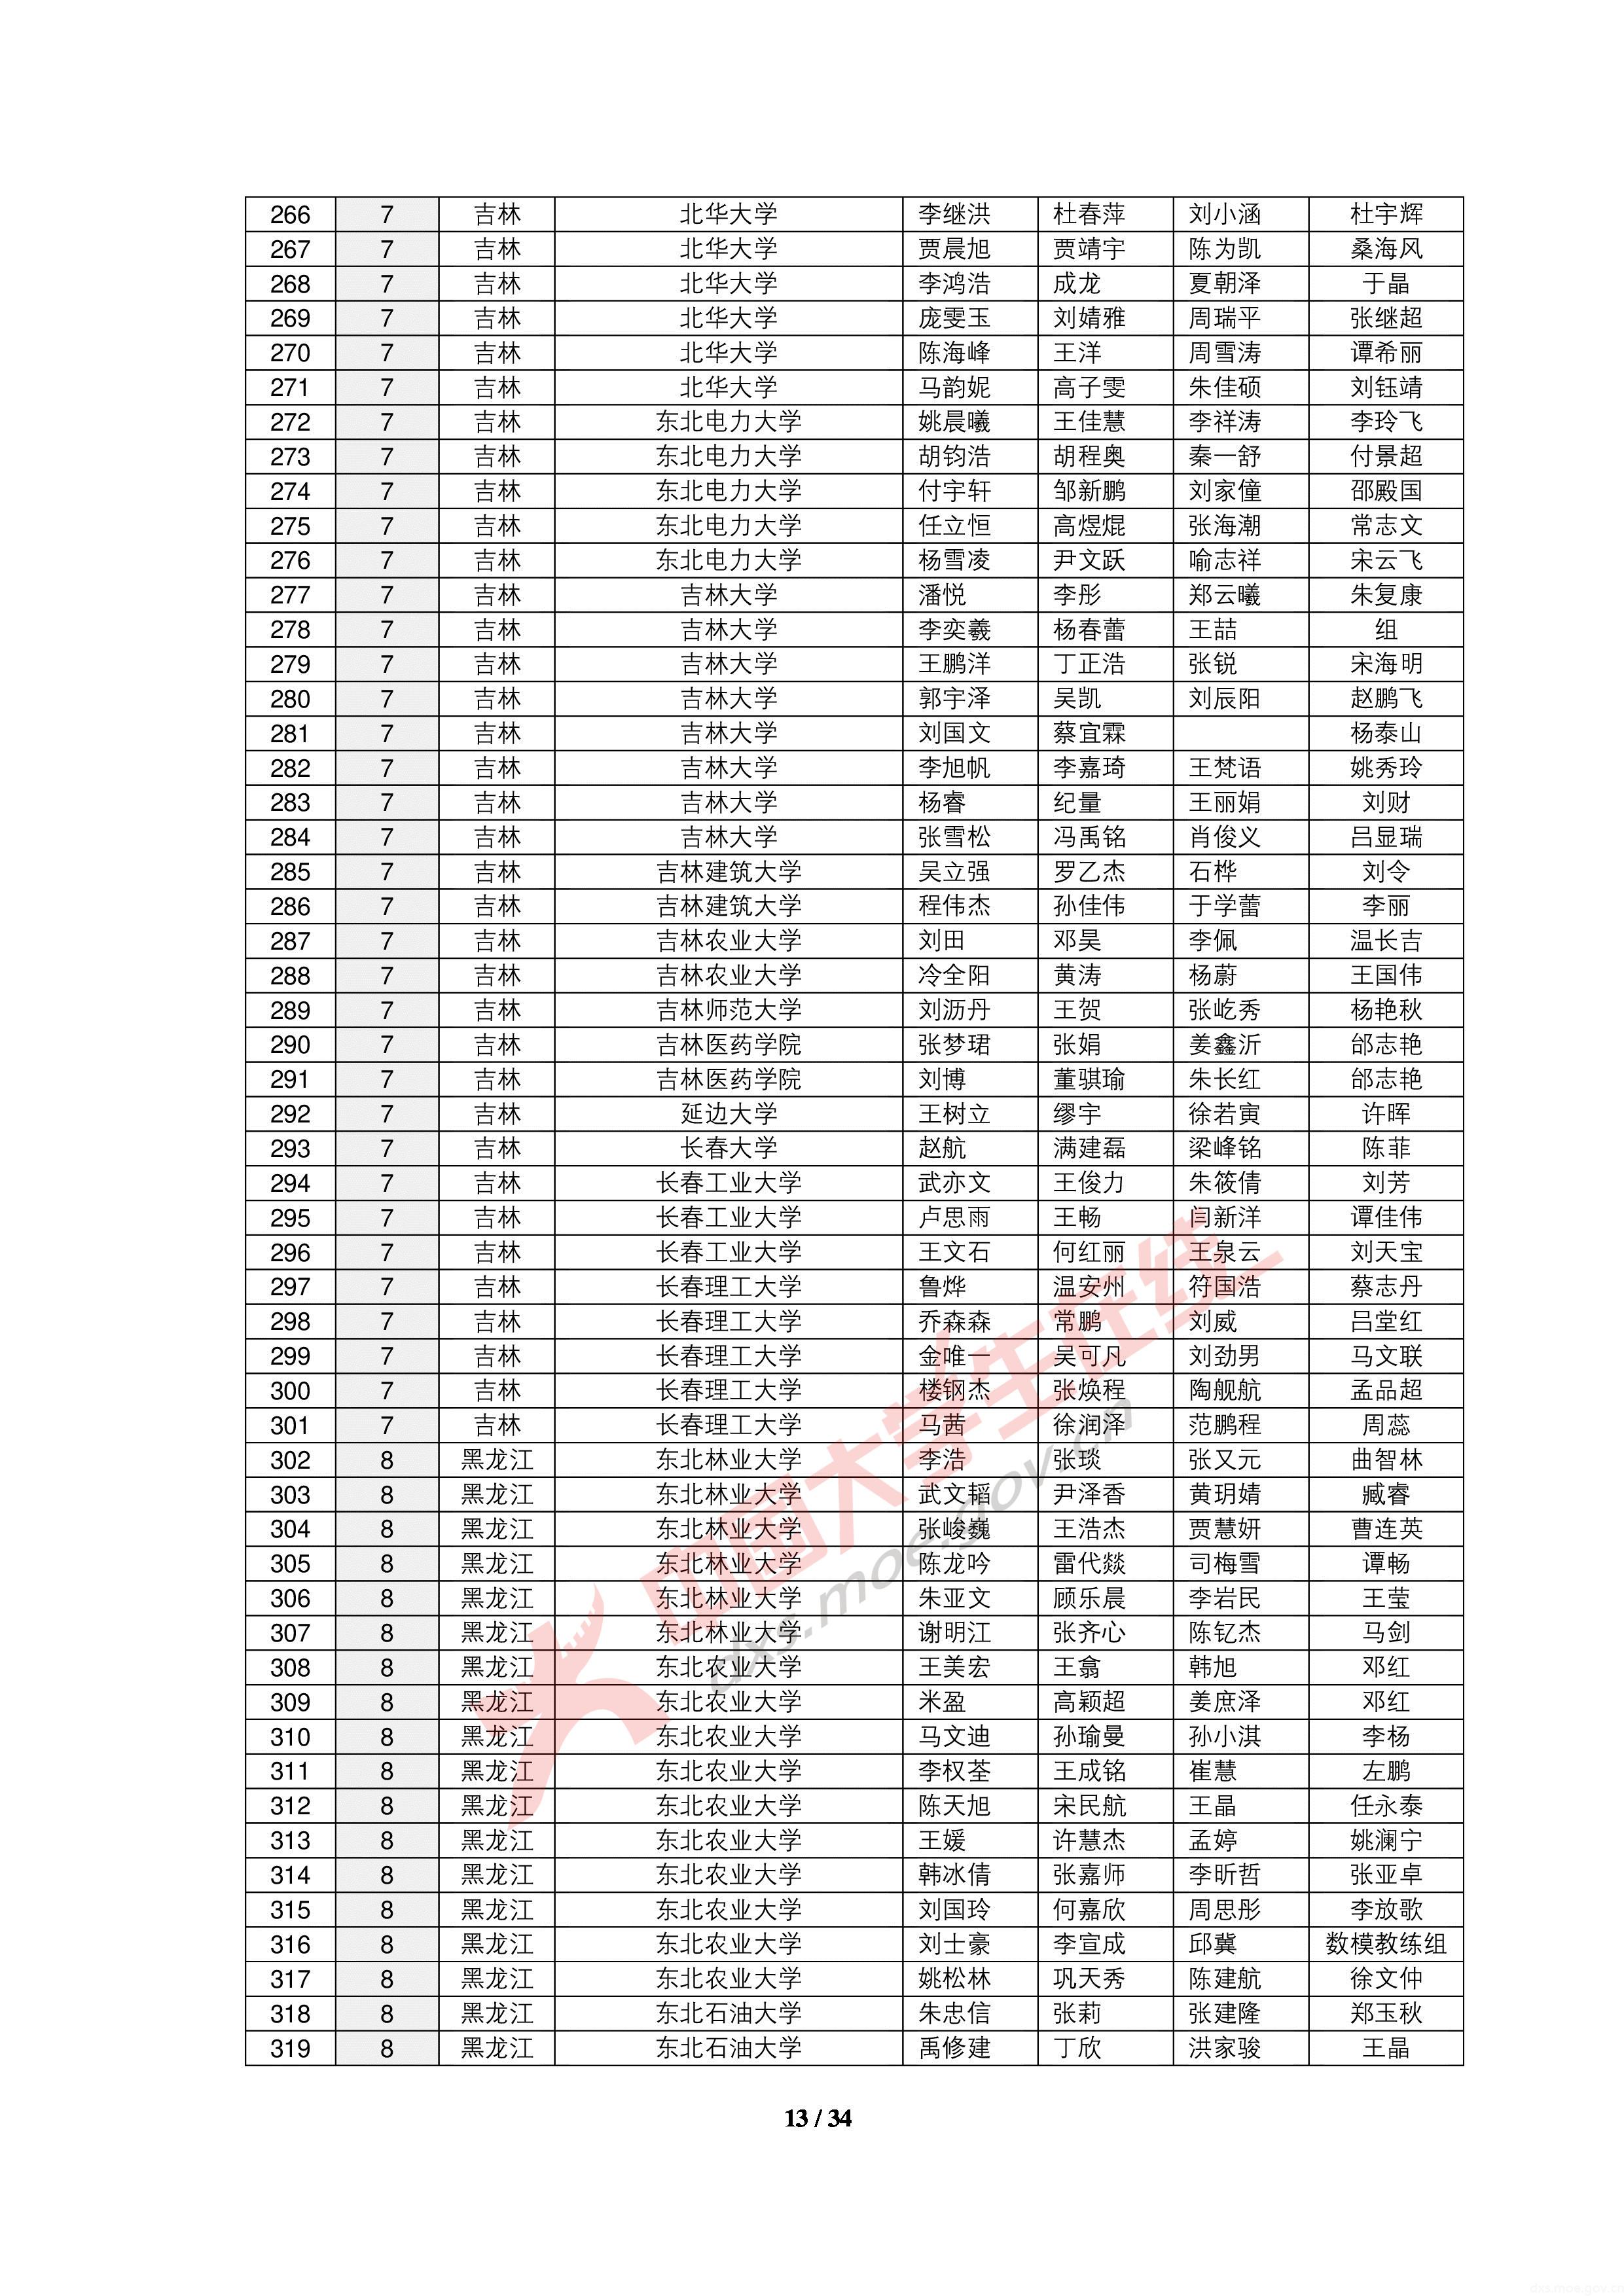 266 7 吉林 北华大学 李继洪 杜春萍 刘小涵 杜宇辉
267 7 吉林 北华大学 贾晨旭 贾靖宇 陈为凯 桑海风
268 7 吉林 北华大学 李鸿浩 成龙 夏朝泽 于晶
269 7 吉林 北华大学 庞雯玉 刘婧雅 周瑞平 张继超
270 7 吉林 北华大学 陈海峰 王洋 周雪涛 谭希丽
271 7 吉林 北华大学 马韵妮 高子雯 朱佳硕 刘钰靖
272 7 吉林 东北电力大学 姚晨曦 王佳慧 李祥涛 李玲飞
273 7 吉林 东北电力大学 胡钧浩 胡程奥 秦一舒 付景超
274 7 吉林 东北电力大学 付宇轩 邹新鹏 刘家僮 邵殿国
275 7 吉林 东北电力大学 任立恒 高煜焜 张海潮 常志文
276 7 吉林 东北电力大学 杨雪凌 尹文跃 喻志祥 宋云飞
277 7 吉林 吉林大学 潘悦 李彤 郑云曦 朱复康
278 7 吉林 吉林大学 李奕羲 杨春蕾 王喆 组
279 7 吉林 吉林大学 王鹏洋 丁正浩 张锐 宋海明
280 7 吉林 吉林大学 郭宇泽 吴凯 刘辰阳 赵鹏飞
281 7 吉林 吉林大学 刘国文 蔡宜霖 杨泰山
282 7 吉林 吉林大学 李旭帆 李嘉琦 王梵语 姚秀玲
283 7 吉林 吉林大学 杨睿 纪量 王丽娟 刘财
284 7 吉林 吉林大学 张雪松 冯禹铭 肖俊义 吕显瑞
285 7 吉林 吉林建筑大学 吴立强 罗乙杰 石桦 刘令
286 7 吉林 吉林建筑大学 程伟杰 孙佳伟 于学蕾 李丽
287 7 吉林 吉林农业大学 刘田 邓昊 李佩 温长吉
288 7 吉林 吉林农业大学 冷全阳 黄涛 杨蔚 王国伟
289 7 吉林 吉林师范大学 刘沥丹 王贺 张屹秀 杨艳秋
290 7 吉林 吉林医药学院 张梦珺 张娟 姜鑫沂 邰志艳
291 7 吉林 吉林医药学院 刘博 董骐瑜 朱长红 邰志艳
292 7 吉林 延边大学 王树立 缪宇 徐若寅 许晖
293 7 吉林 长春大学 赵航 满建磊 梁峰铭 陈菲
294 7 吉林 长春工业大学 武亦文 王俊力 朱筱倩 刘芳
295 7 吉林 长春工业大学 卢思雨 王畅 闫新洋 谭佳伟
296 7 吉林 长春工业大学 王文石 何红丽 王泉云 刘天宝
297 7 吉林 长春理工大学 鲁烨 温安州 符国浩 蔡志丹
298 7 吉林 长春理工大学 乔森森 常鹏 刘威 吕堂红
299 7 吉林 长春理工大学 金唯一 吴可凡 刘劲男 马文联
300 7 吉林 长春理工大学 楼钢杰 张焕程 陶舰航 孟品超
301 7 吉林 长春理工大学 马茜 徐润泽 范鹏程 周蕊
302 8 黑龙江 东北林业大学 李浩 张琰 张又元 曲智林
303 8 黑龙江 东北林业大学 武文韬 尹泽香 黄玥婧 臧睿
304 8 黑龙江 东北林业大学 张峻巍 王浩杰 贾慧妍 曹连英
305 8 黑龙江 东北林业大学 陈龙吟 雷代燚 司梅雪 谭畅
306 8 黑龙江 东北林业大学 朱亚文 顾乐晨 李岩民 王莹
307 8 黑龙江 东北林业大学 谢明江 张齐心 陈钇杰 马剑
308 8 黑龙江 东北农业大学 王美宏 王翕 韩旭 邓红
309 8 黑龙江 东北农业大学 米盈 高颖超 姜庶泽 邓红
310 8 黑龙江 东北农业大学 马文迪 孙瑜曼 孙小淇 李杨
311 8 黑龙江 东北农业大学 李权荃 王成铭 崔慧 左鹏
312 8 黑龙江 东北农业大学 陈天旭 宋民航 王晶 任永泰
313 8 黑龙江 东北农业大学 王媛 许慧杰 孟婷 姚澜宁
314 8 黑龙江 东北农业大学 韩冰倩 张嘉师 李昕哲 张亚卓
315 8 黑龙江 东北农业大学 刘国玲 何嘉欣 周思彤 李放歌
316 8 黑龙江 东北农业大学 刘士豪 李宣成 邱冀 数模教练组
317 8 黑龙江 东北农业大学 姚松林 巩天秀 陈建航 徐文仲
318 8 黑龙江 东北石油大学 朱忠信 张莉 张建隆 郑玉秋
319 8 黑龙江 东北石油大学 禹修建 丁欣 洪家骏 王晶
中国大学生在线
dxs.moe.gov.cn
13 / 34